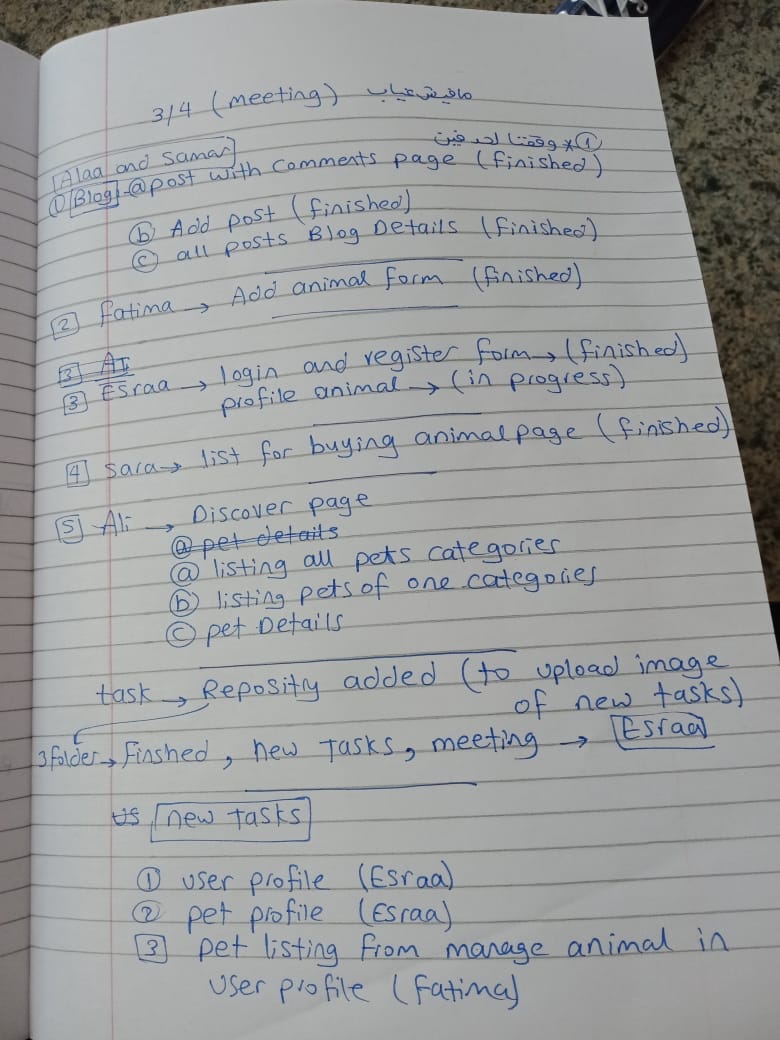 3/4 (meeting) مافيش غياب
① * وقفنا لحد فين
Alaa and Samar
① Blog ⓐ post with comments page (finished)
ⓑ Add post (finished)
ⓒ all posts Blog Details (finished)
2 fatima → Add animal form (finished)
3 AI
3 Esraa → login and register form → (finished)
profile animal → (in progress)
4 sara → list for buying animal page (finished)
5 Ali → Discover page
ⓐ pet details
ⓐ listing all pets categories
ⓑ listing pets of one categories
ⓒ pet Details
task → Reposity added (to upload image
of new tasks)
3 folder → Finshed, new Tasks, meeting → Esraa
new tasks
① user profile (Esraa)
② pet profile (Esraa)
3 pet listing from manage animal in
user profile (fatima)